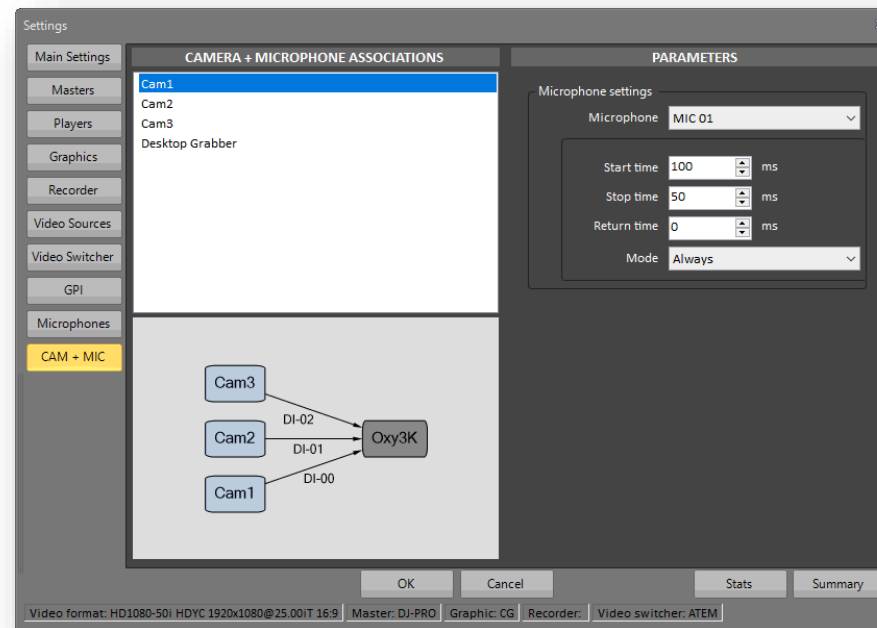 Settings
Main Settings
Masters
Players
Graphics
Recorder
Video Sources
Video Switcher
GPI
Microphones
CAM + MIC
CAMERA + MICROPHONE ASSOCIATIONS
Cam1
Cam2
Cam3
Desktop Grabber
Cam3
DI-02
Cam2
Oxy3K
DI-01
DI-00
Cam1
PARAMETERS
Microphone settings
Microphone MIC 01
Start time 100 ms
Stop time 50 ms
Return time 0 ms
Mode Always
OK
Cancel
Stats
Summary
Video format: HD1080-50i HDYC 1920x1080@25.00iT 16:9
Master: DJ-PRO
Graphic: CG
Recorder:
Video switcher: ATEM